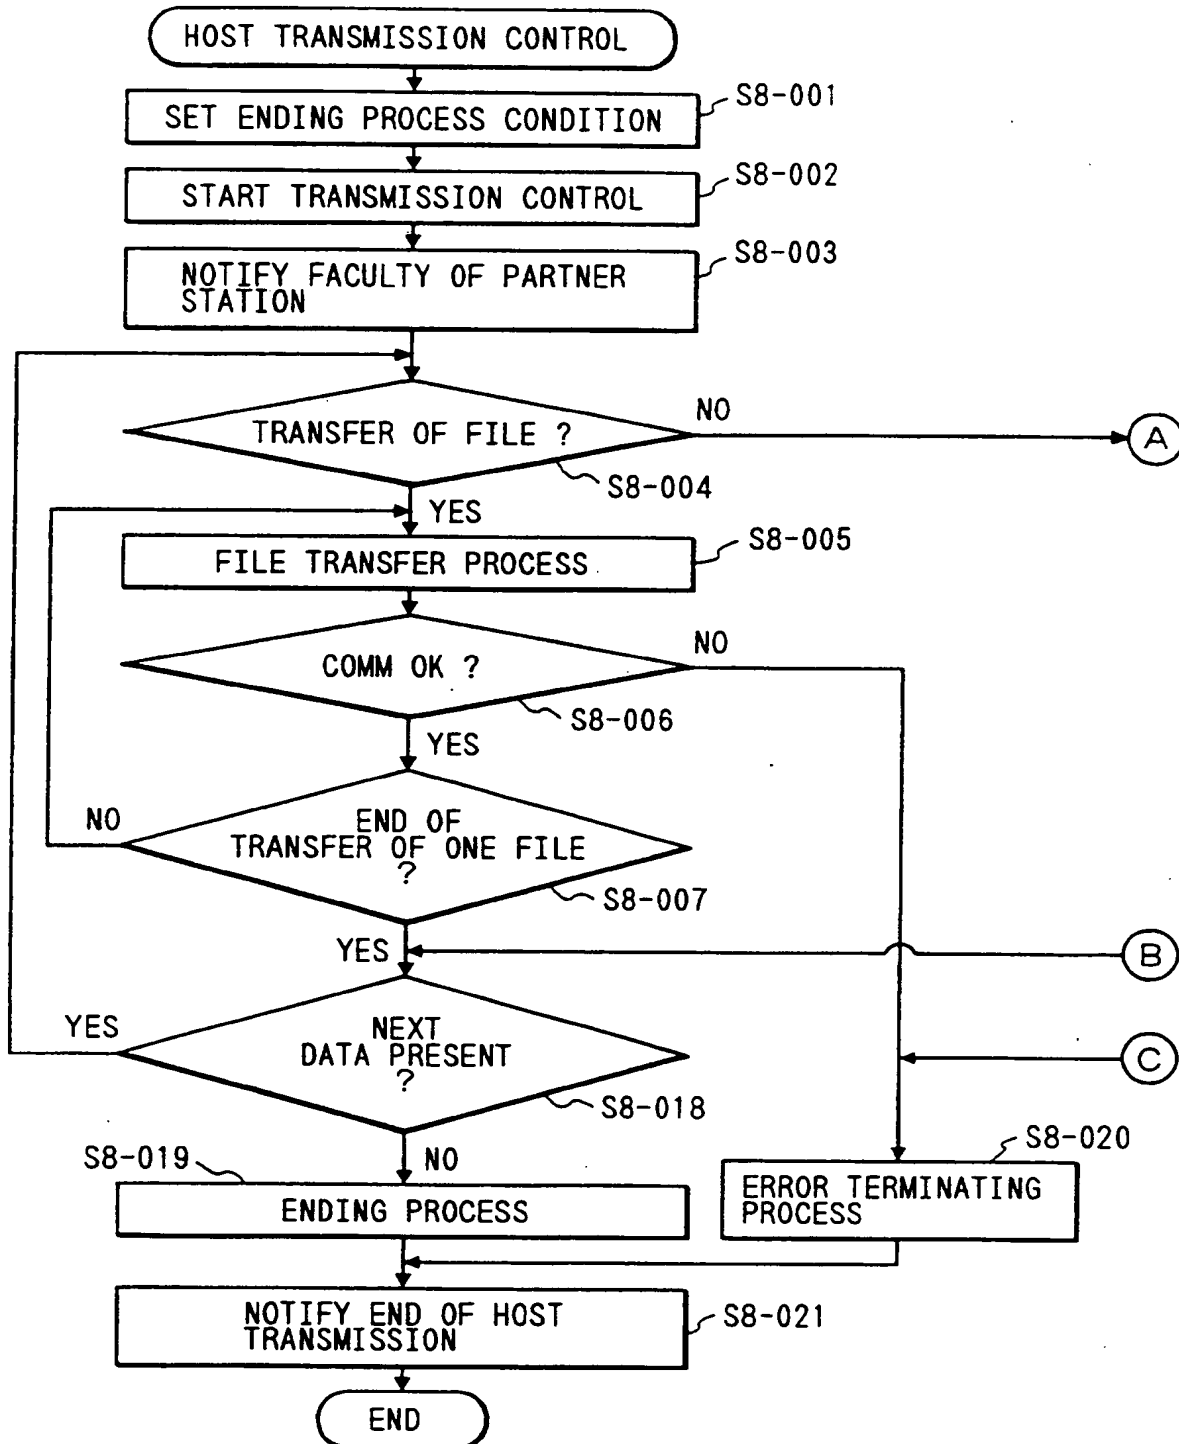 HOST TRANSMISSION CONTROL
S8-001
SET ENDING PROCESS CONDITION
S8-002
START TRANSMISSION CONTROL
S8-003
NOTIFY FACULTY OF PARTNER
STATION
NO
TRANSFER OF FILE ?
A
S8-004
YES
S8-005
FILE TRANSFER PROCESS
NO
COMM OK ?
S8-006
YES
NO
END OF
TRANSFER OF ONE FILE
?
S8-007
YES
B
YES
NEXT
DATA PRESENT
?
C
S8-018
S8-020
S8-019
NO
ERROR TERMINATING
PROCESS
ENDING PROCESS
NOTIFY END OF HOST
TRANSMISSION
S8-021
END